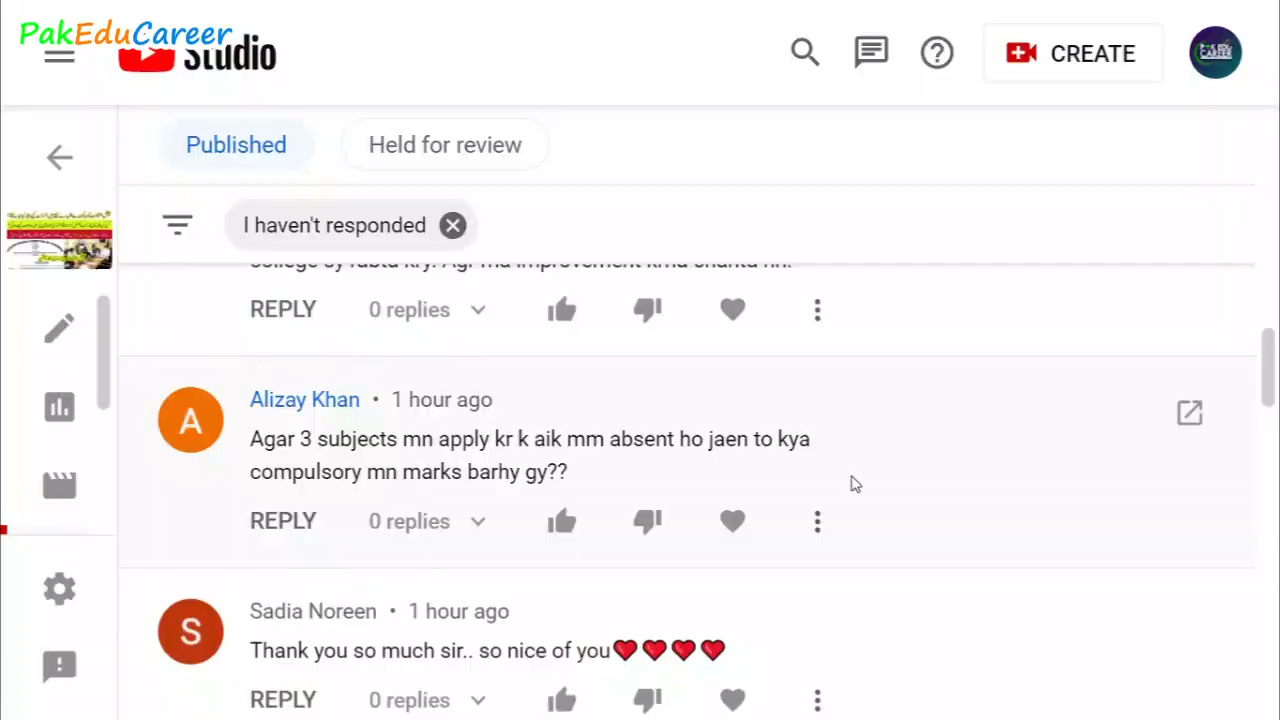 PakEduCareer
Studio
CREATE
Published
Held for review
I haven't responded
REPLY
0 replies
Alizay Khan • 1 hour ago
Agar 3 subjects mn apply kr k aik mm absent ho jaen to kya
compulsory mn marks barhy gy??
REPLY
0 replies
Sadia Noreen • 1 hour ago
Thank you so much sir.. so nice of you❤❤❤❤
REPLY
0 replies